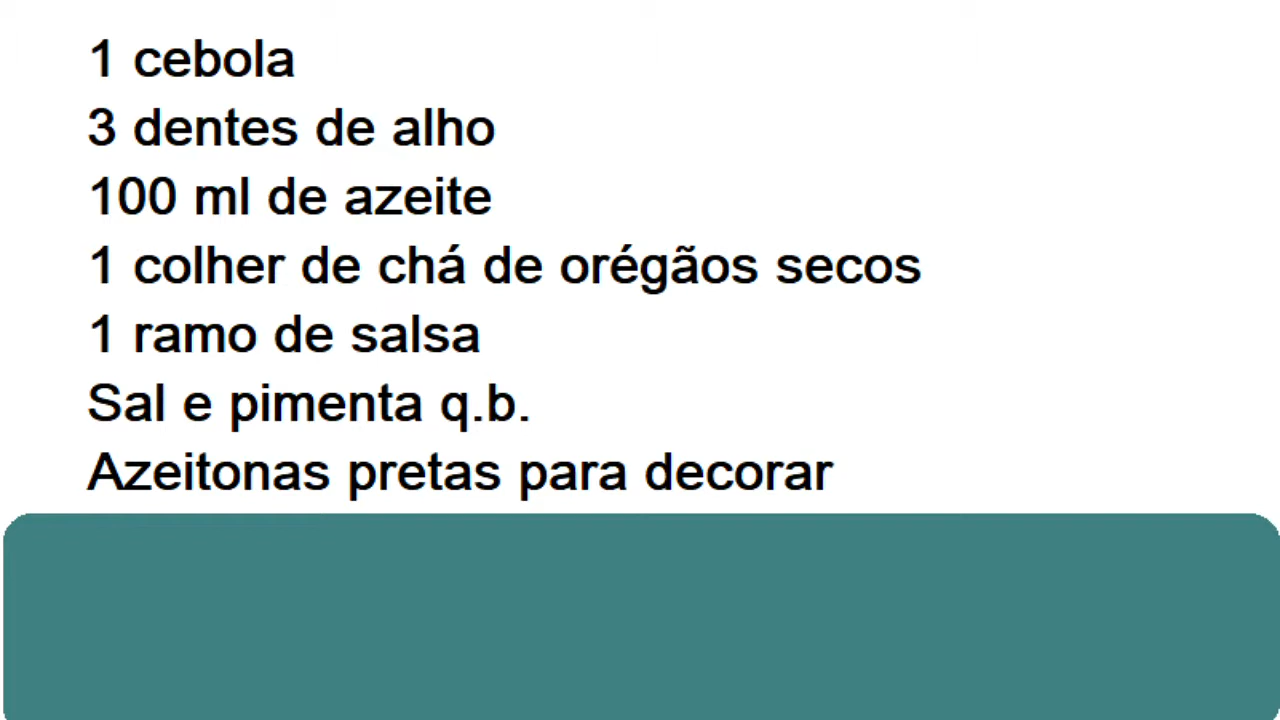 1 cebola
3 dentes de alho
100 ml de azeite
1 colher de chá de orégãos secos
1 ramo de salsa
Sal e pimenta q.b.
Azeitonas pretas para decorar